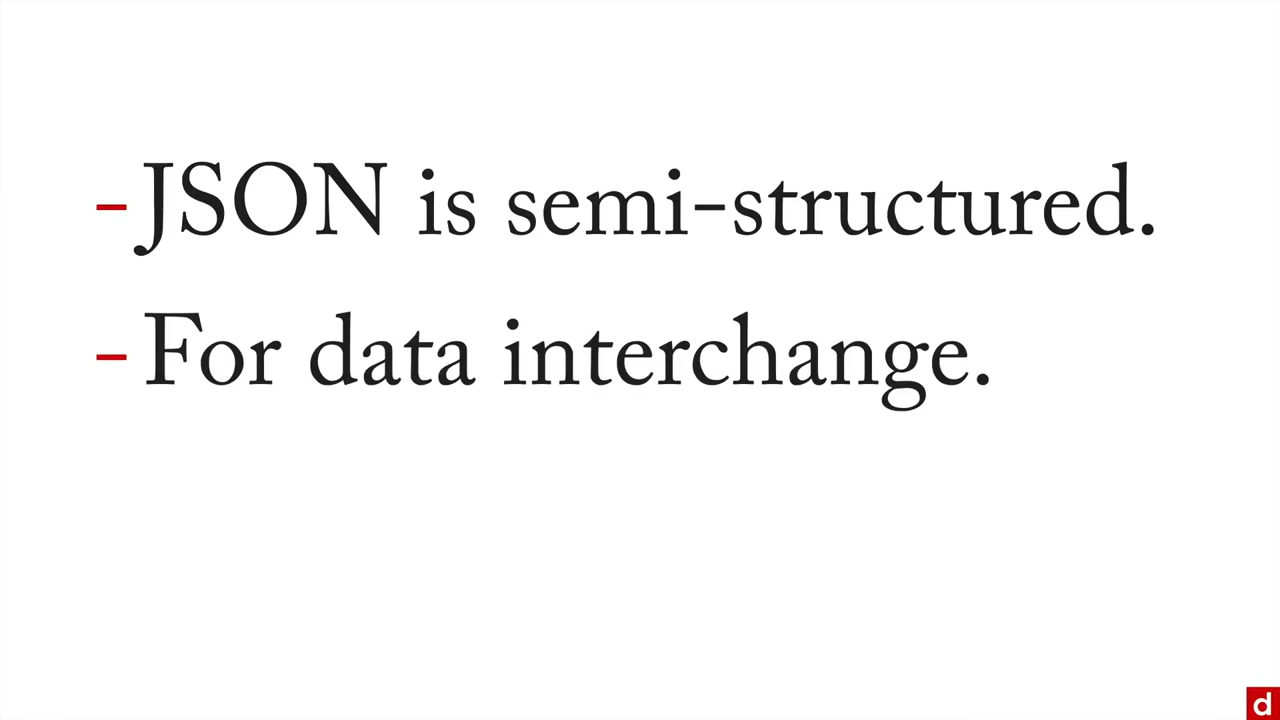 -JSON is semi-structured.
-For data interchange.
d